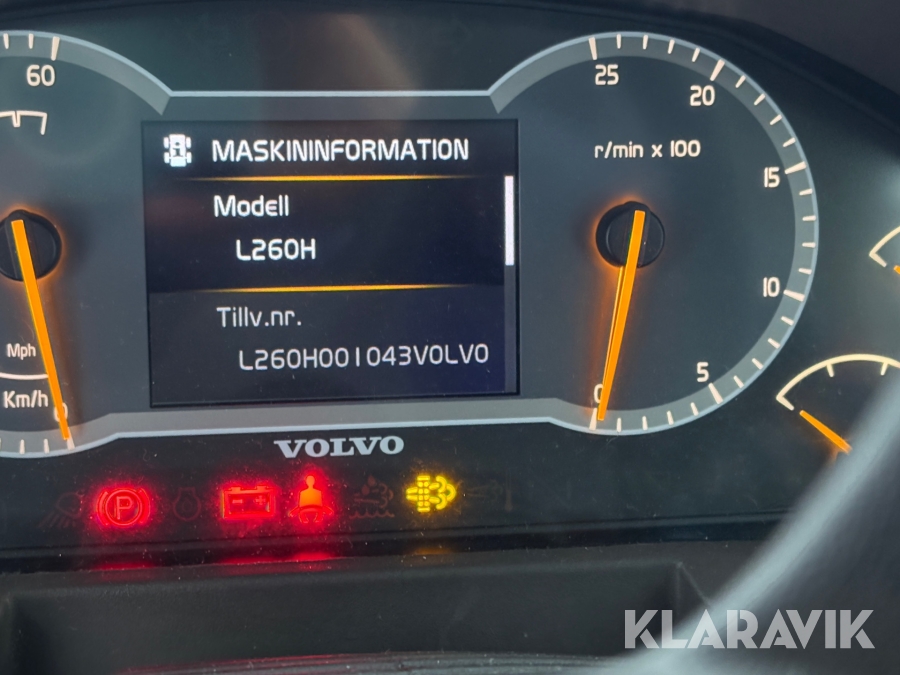 60
25
20
MASKININFORMATION
r/min x 100
15
Modell
L260H
10
Tillv.nr.
L260H001043VOLVO
Mph
5
Km/h
0
0
VOLVO
P
KLARAVIK